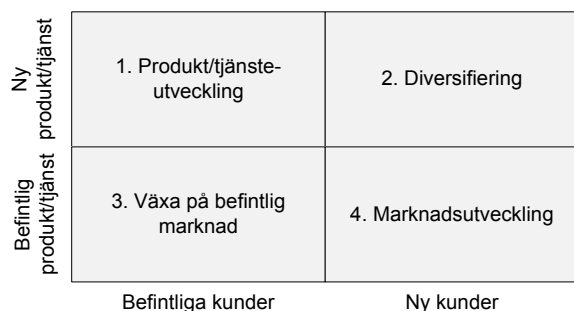 Ny
produkt/tjänst
1. Produkt/tjänste-
utveckling
2. Diversifiering
Befintlig
produkt/tjänst
3. Växa på befintlig
marknad
4. Marknadsutveckling
Befintliga kunder
Ny kunder